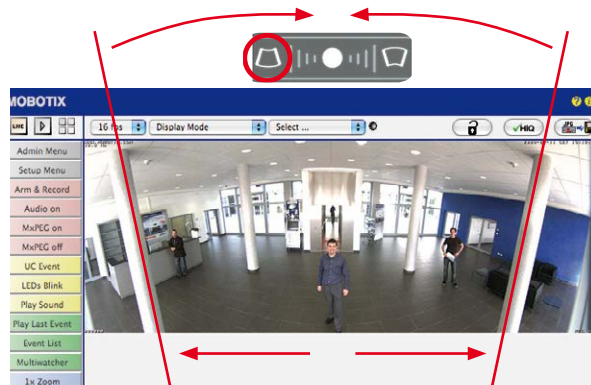 MOBOTIX
LIVE
16 fps
Display Mode
Select ...
HIQ
JPG
Admin Menu
Setup Menu
Arm & Record
Audio on
MxPEG on
MxPEG off
UC Event
LEDs Blink
Play Sound
Play Last Event
Event List
Multiwatcher
1x Zoom